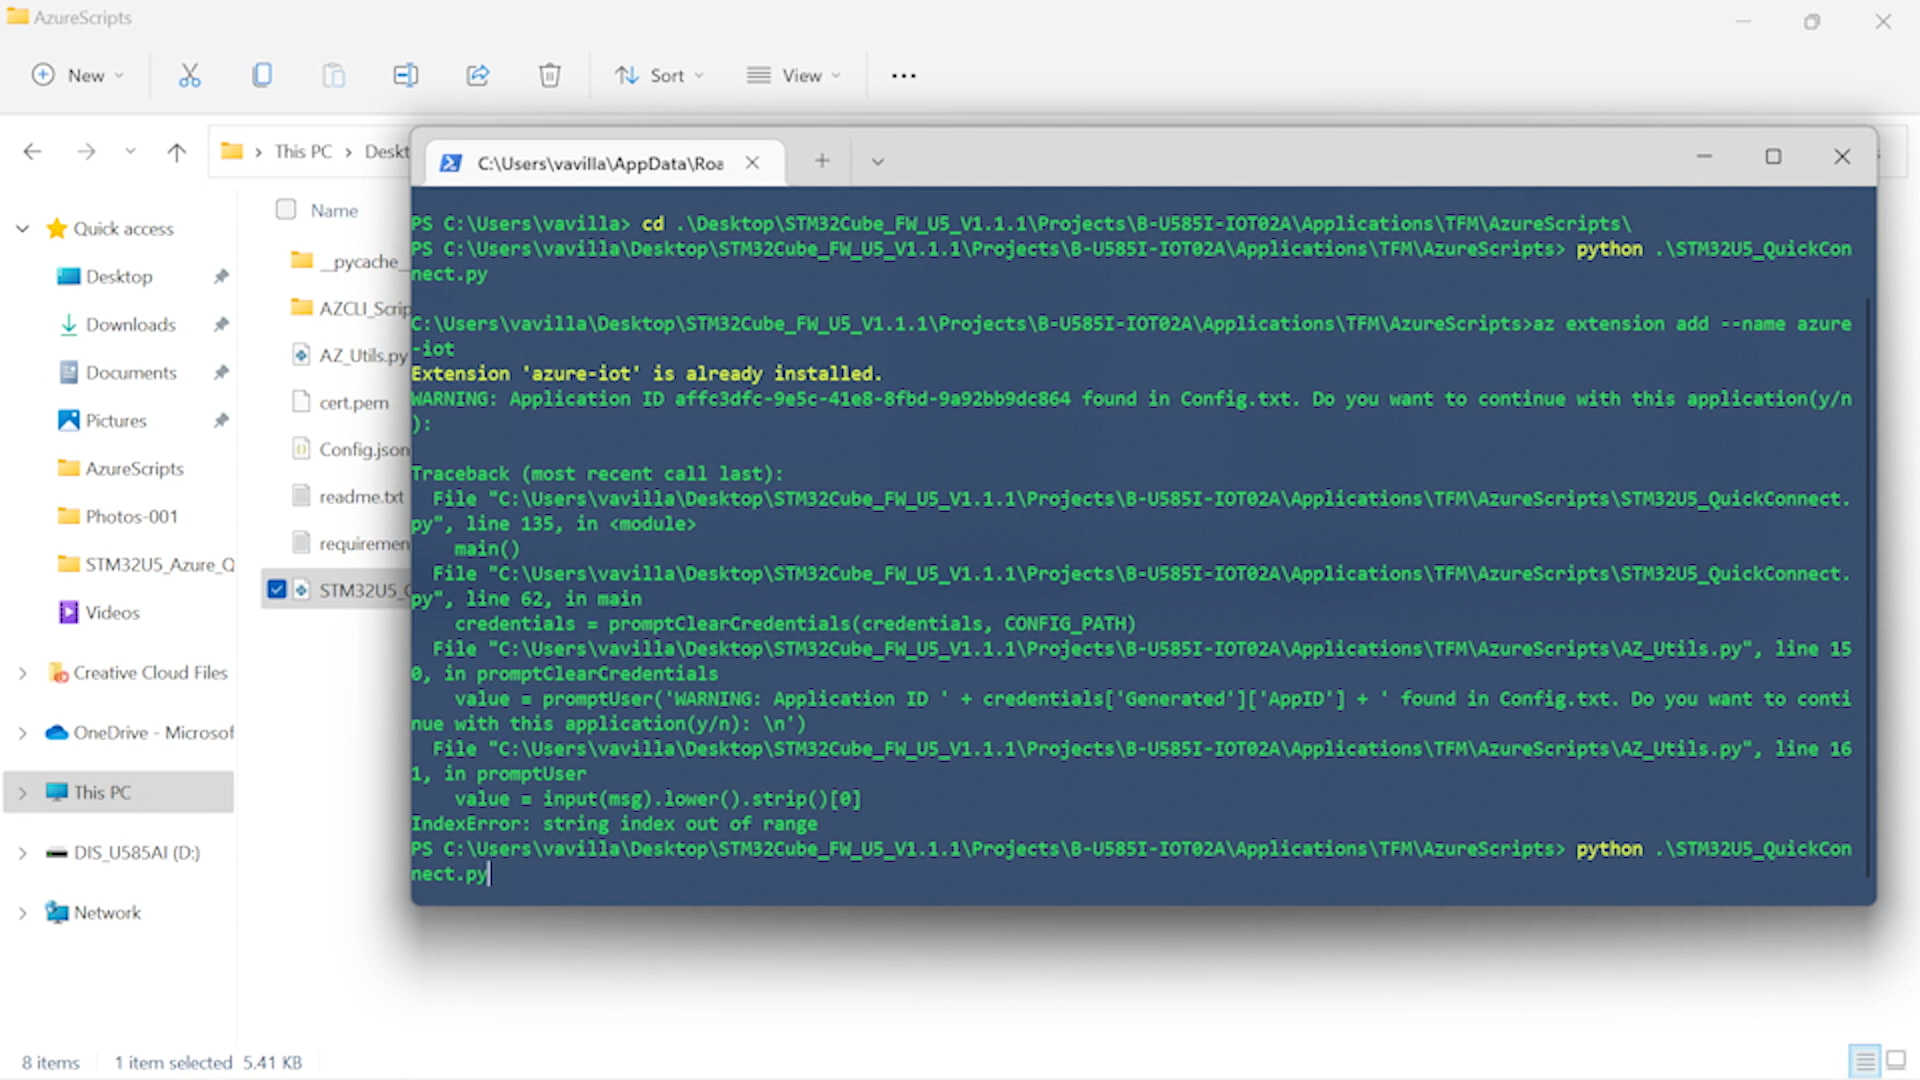 AzureScripts
New
Sort
View
This PC
Deskt
C:\Users\vavilla\AppData\Roa
Name
Quick access
Desktop
Downloads
Documents
Pictures
AzureScripts
Photos-001
STM32U5_Azure_Q
Videos
Creative Cloud Files
OneDrive - Microsof
This PC
DIS_U585AI (D:)
Network
__pycache_
AZCLI_Scrip
AZ_Utils.py
cert.pem
Config.json
readme.txt
requiremen
STM32U5_Q
PS C:\Users\vavilla> cd .\Desktop\STM32Cube_FW_U5_V1.1.1\Projects\B-U585I-IOT02A\Applications\TFM\AzureScripts\
PS C:\Users\vavilla\Desktop\STM32Cube_FW_U5_V1.1.1\Projects\B-U585I-IOT02A\Applications\TFM\AzureScripts> python .\STM32U5_QuickCon
nect.py
C:\Users\vavilla\Desktop\STM32Cube_FW_U5_V1.1.1\Projects\B-U585I-IOT02A\Applications\TFM\AzureScripts>az extension add --name azure
-iot
Extension 'azure-iot' is already installed.
WARNING: Application ID affc3dfc-9e5c-41e8-8fbd-9a92bb9dc864 found in Config.txt. Do you want to continue with this application(y/n
):
Traceback (most recent call last):
File "C:\Users\vavilla\Desktop\STM32Cube_FW_U5_V1.1.1\Projects\B-U585I-IOT02A\Applications\TFM\AzureScripts\STM32U5_QuickConnect.
py", line 135, in <module>
main()
File "C:\Users\vavilla\Desktop\STM32Cube_FW_U5_V1.1.1\Projects\B-U585I-IOT02A\Applications\TFM\AzureScripts\STM32U5_QuickConnect.
py", line 62, in main
credentials = promptClearCredentials(credentials, CONFIG_PATH)
File "C:\Users\vavilla\Desktop\STM32Cube_FW_U5_V1.1.1\Projects\B-U585I-IOT02A\Applications\TFM\AzureScripts\AZ_Utils.py", line 15
0, in promptClearCredentials
value = promptUser('WARNING: Application ID ' + credentials['Generated']['AppID'] + ' found in Config.txt. Do you want to conti
nue with this application(y/n): \n')
File "C:\Users\vavilla\Desktop\STM32Cube_FW_U5_V1.1.1\Projects\B-U585I-IOT02A\Applications\TFM\AzureScripts\AZ_Utils.py", line 16
1, in promptUser
value = input(msg).lower().strip()[0]
IndexError: string index out of range
PS C:\Users\vavilla\Desktop\STM32Cube_FW_U5_V1.1.1\Projects\B-U585I-IOT02A\Applications\TFM\AzureScripts> python .\STM32U5_QuickCon
nect.py
8 items
1 item selected 5.41 KB